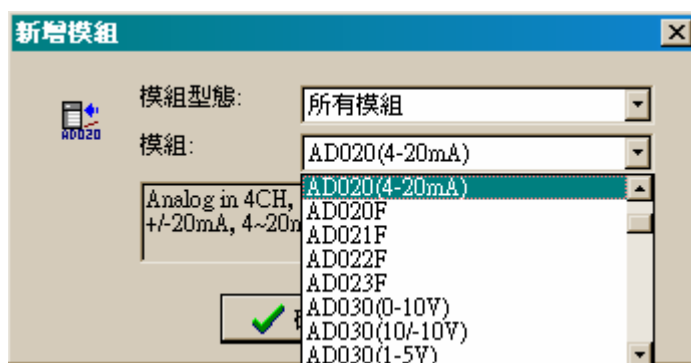 新增模組
AD020
模組型態:
所有模組
模組:
AD020(4-20mA)
Analog in 4CH,
+/-20mA, 4~20m
AD020(4-20mA)
AD020F
AD021F
AD022F
AD023F
AD030(0-10V)
AD030(10/-10V)
AD030(1-5V)